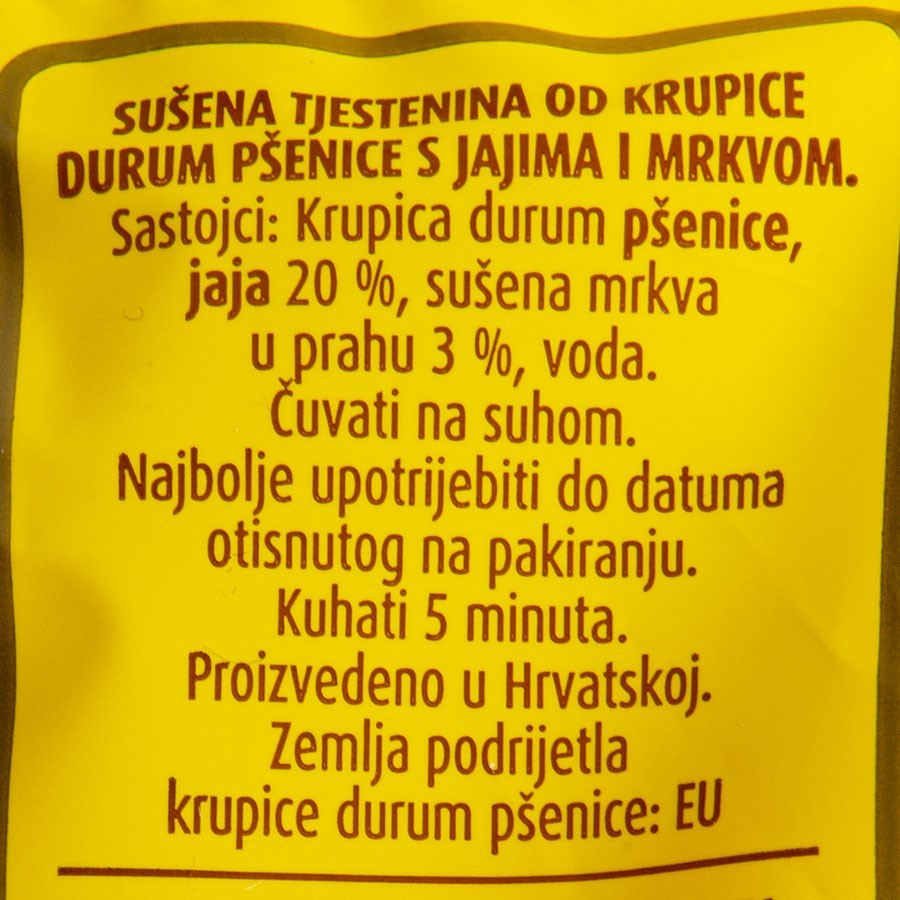 SUŠENA TJESTENINA OD KRUPICE
DURUM PŠENICE S JAJIMA I MRKVOM.
Sastojci: Krupica durum pšenice,
jaja 20 %, sušena mrkva
u prahu 3 %, voda.
Čuvati na suhom.
Najbolje upotrijebiti do datuma
otisnutog na pakiranju.
Kuhati 5 minuta.
Proizvedeno u Hrvatskoj.
Zemlja podrijetla
krupice durum pšenice: EU